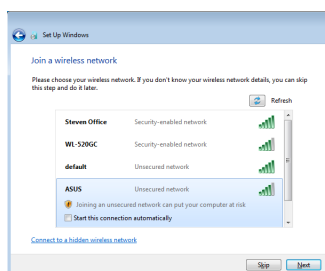 Set Up Windows
Join a wireless network
Please choose your wireless network. If you don't know your wireless network details, you can skip
this step and do it later.
Refresh
Steven Office Security-enabled network
WL-520GC Security-enabled network
default Unsecured network
ASUS Unsecured network
Joining an unsecured network can put your computer at risk
Start this connection automatically
Connect to a hidden wireless network
Skip Next